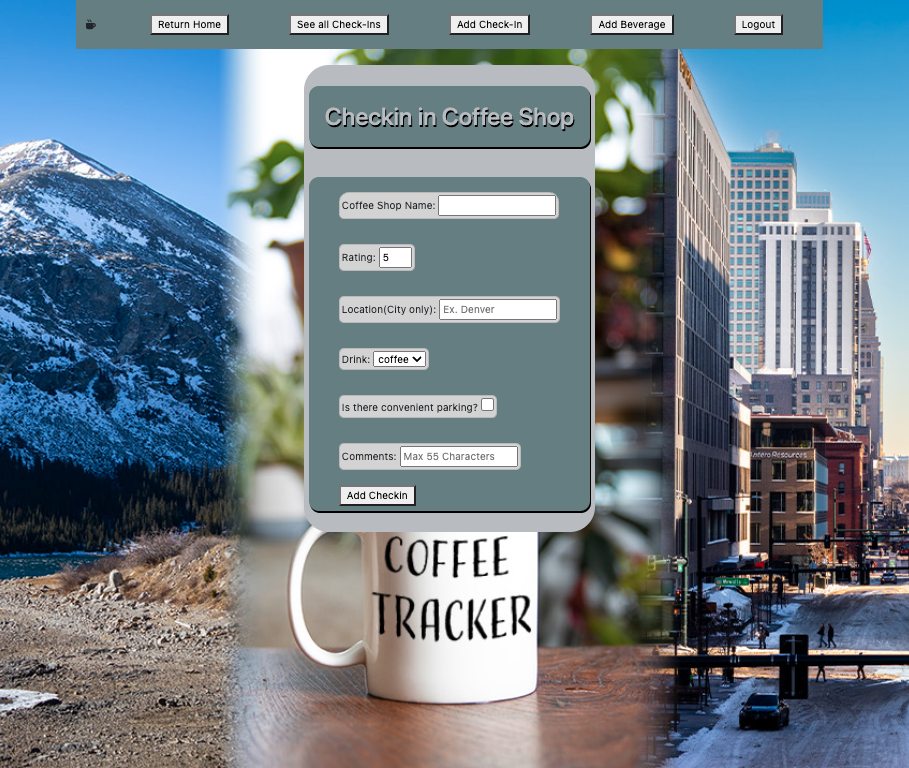 Return Home
See all Check-Ins
Add Check-In
Add Beverage
Logout
Checkin in Coffee Shop
Coffee Shop Name:
Rating: 5
Location(City only): Ex. Denver
Drink: coffee
Is there convenient parking?
Comments: Max 55 Characters
Add Checkin
COFFEE
TRACKER
Antero Resources